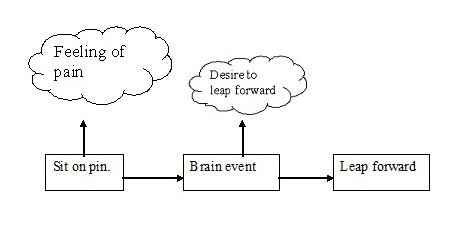 Feeling of
pain
Desire to
leap forward
Sit on pin.
Brain event
Leap forward